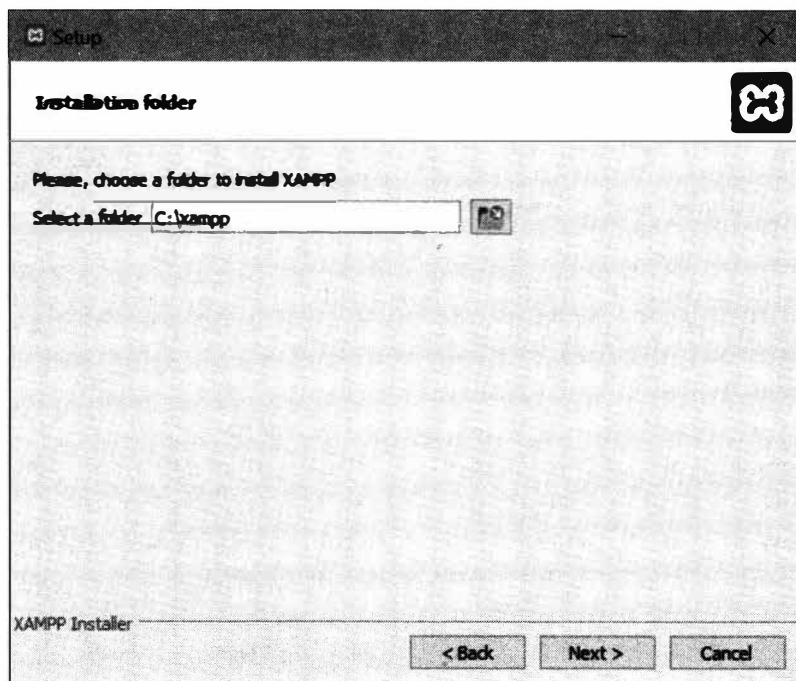 Setup
Installation folder
Please, choose a folder to install XAMPP
Select a folder C:\xampp
XAMPP Installer
< Back Next > Cancel